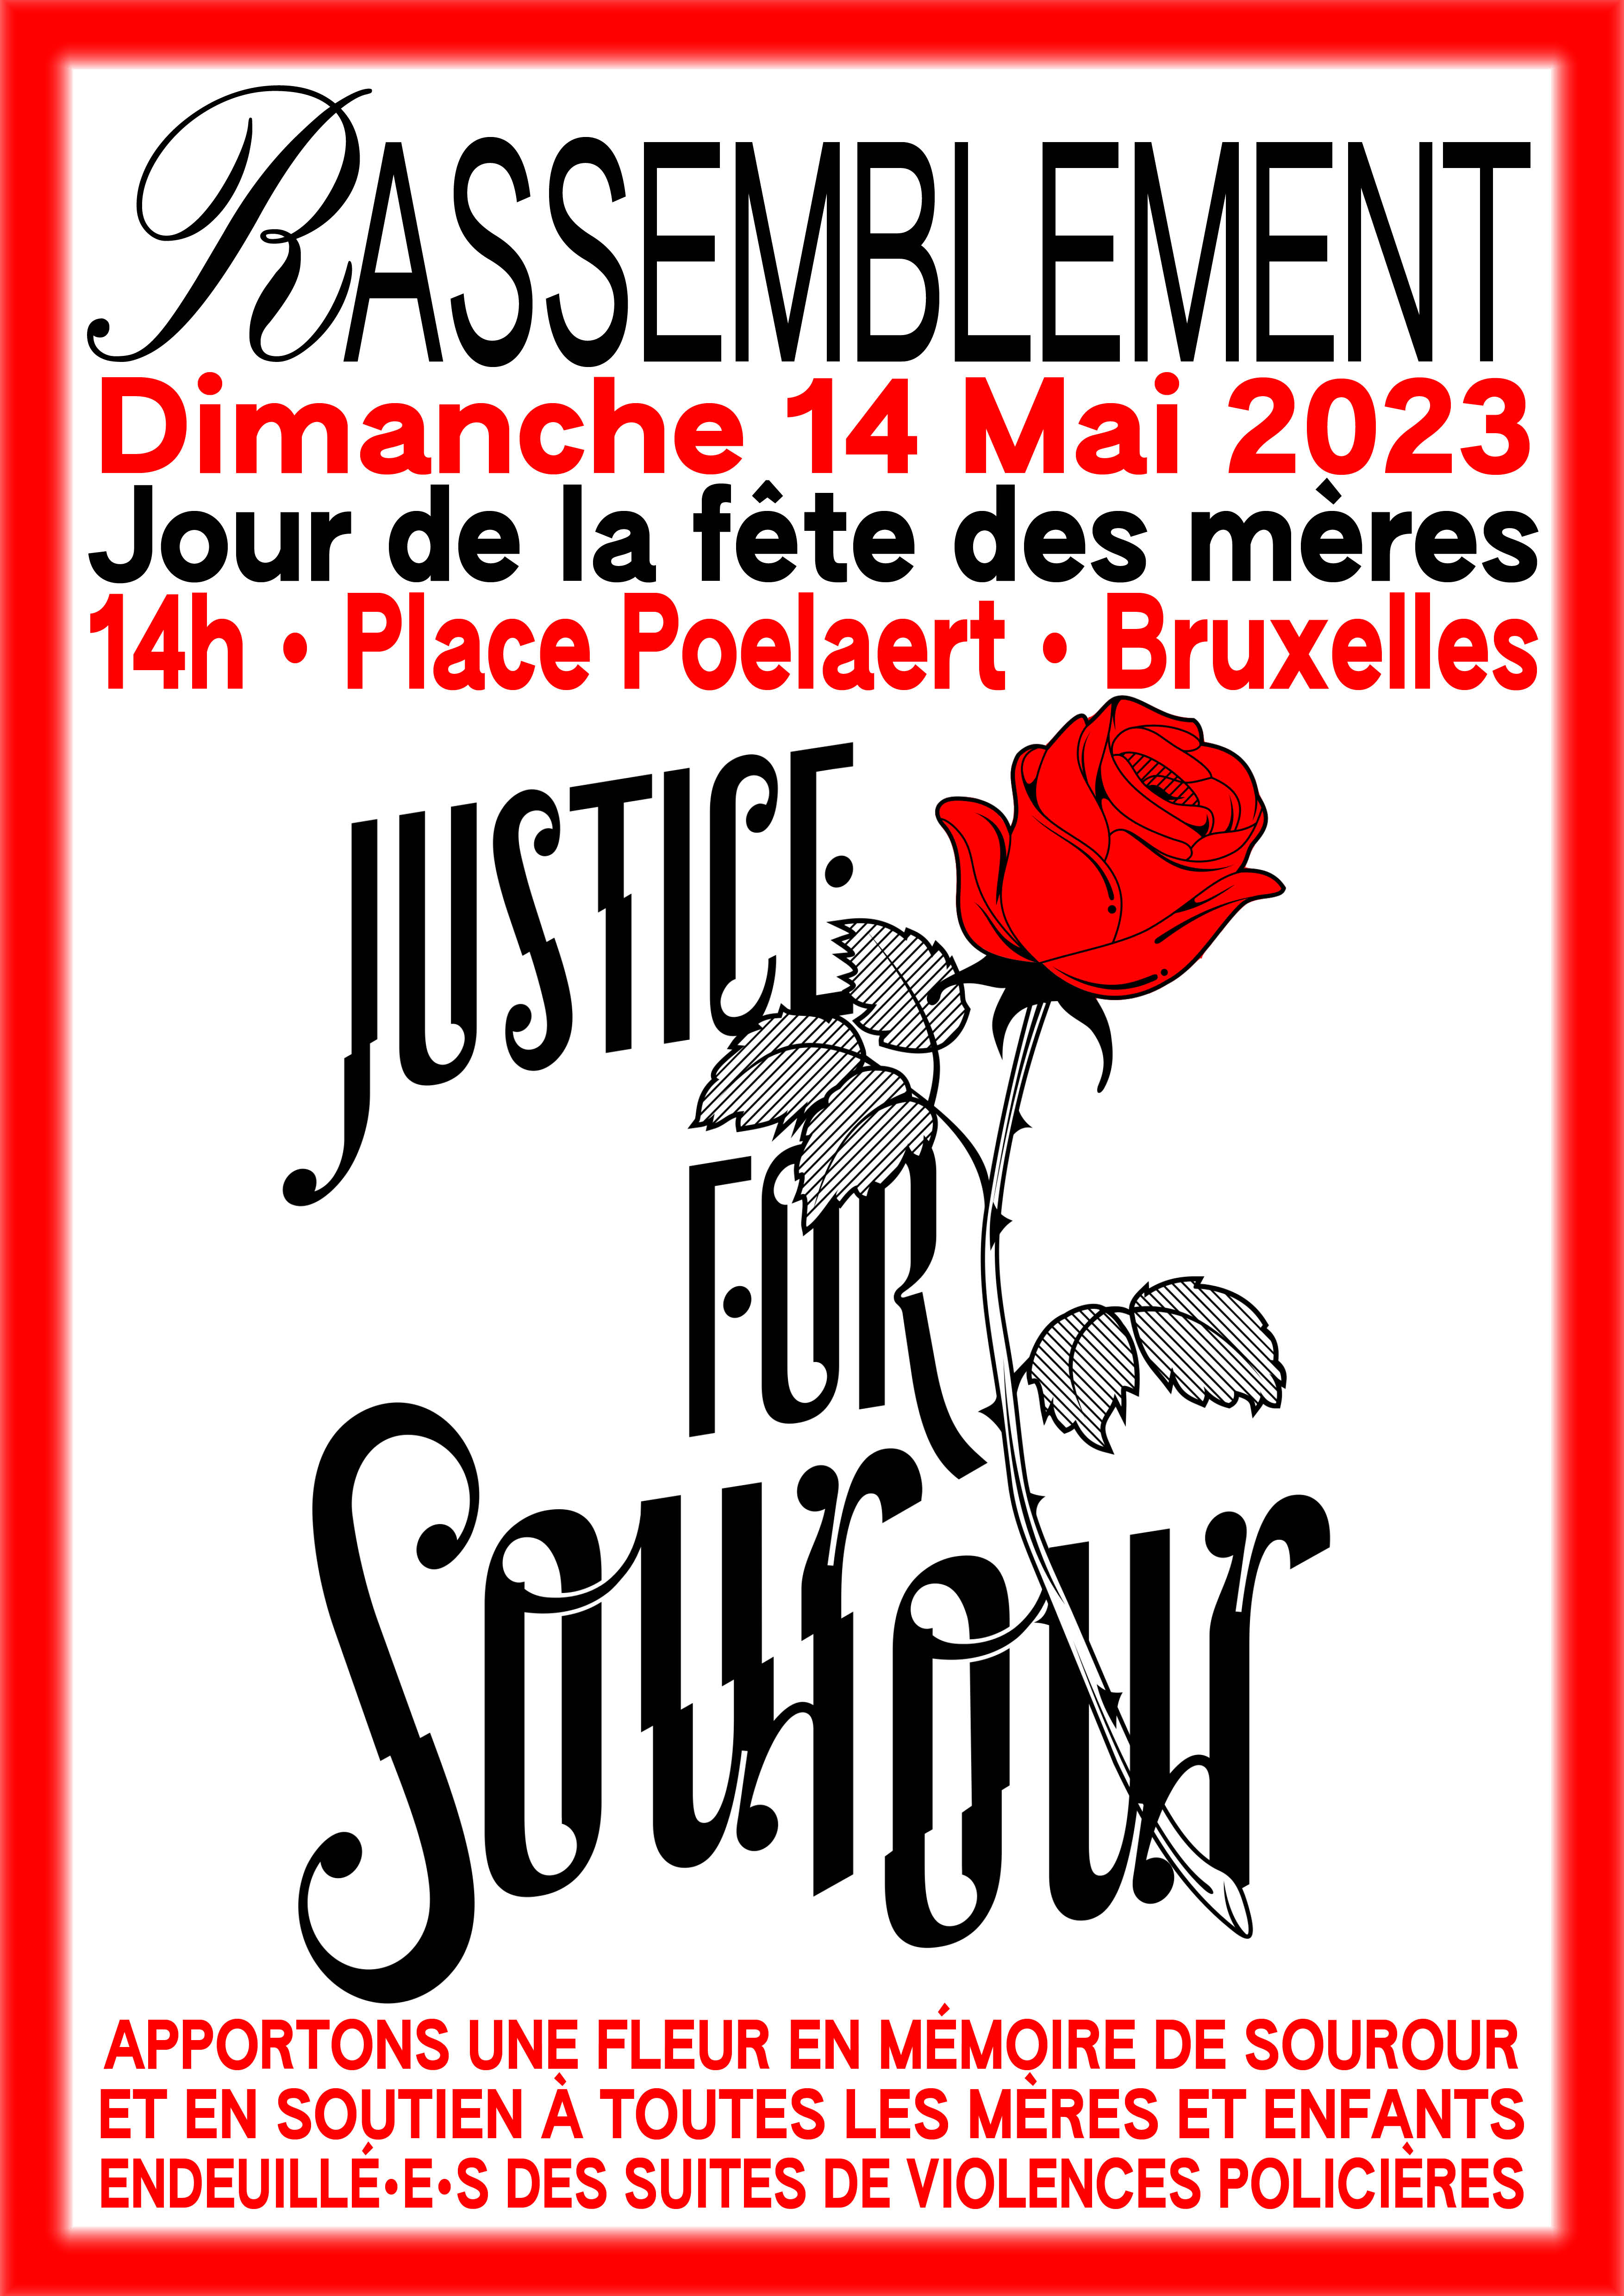 RASSEMBLEMENT
Dimanche 14 Mai 2023
Jour de la fête des mères
14h • Place Poelaert • Bruxelles
JUSTICE
FOR
Sourour
APPORTONS UNE FLEUR EN MÉMOIRE DE SOUROUR
ET EN SOUTIEN À TOUTES LES MÈRES ET ENFANTS
ENDEUILLÉ•E•S DES SUITES DE VIOLENCES POLICIÈRES